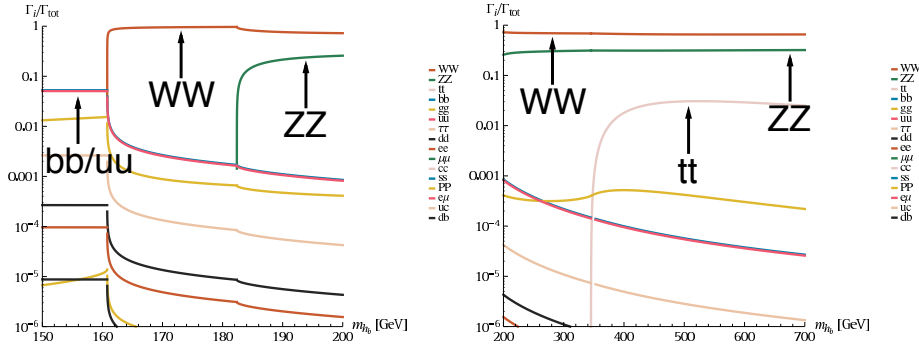 Γi/Γtot
1
0.1
0.01
0.001
10⁻⁴
10⁻⁵
10⁻⁶
150
160
170
180
190
200
mhb [GeV]
WW
ZZ
bb/uu
WW
ZZ
tt
bb
gg
uu
ττ
dd
ee
μμ
cc
ss
PP
eμ
uc
db
Γi/Γtot
1
0.1
0.01
0.001
10⁻⁴
10⁻⁵
10⁻⁶
200
300
400
500
600
700
mhb [GeV]
WW
ZZ
tt
WW
ZZ
tt
bb
gg
uu
ττ
dd
ee
μμ
cc
ss
PP
eμ
uc
db